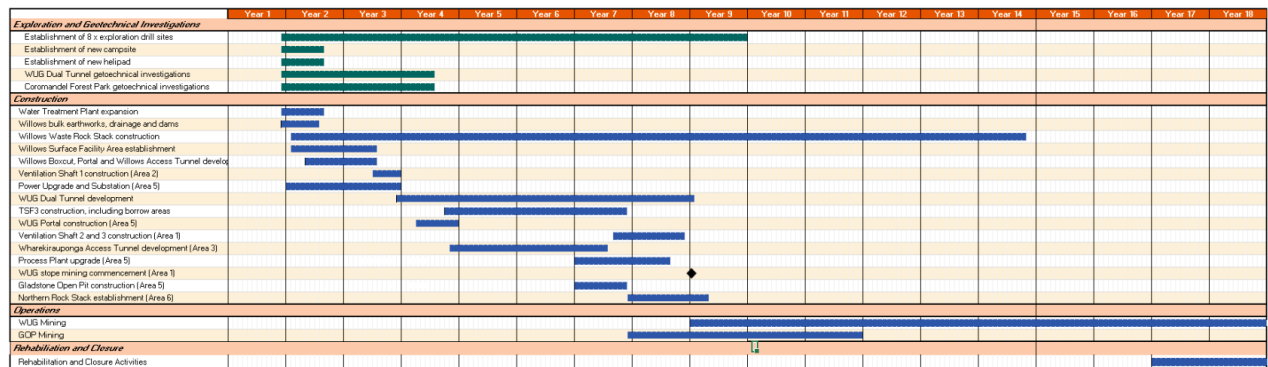 Year 1 Year 2 Year 3 Year 4 Year 5 Year 6 Year 7 Year 8 Year 9 Year 10 Year 11 Year 12 Year 13 Year 14 Year 15 Year 16 Year 17 Year 18
Exploration and Geotechnical Investigations
Establishment of 8 x exploration drill sites
Establishment of new campsite
Establishment of new helipad
WUG Dual Tunnel getoechnical investigations
Coromandel Forest Park getoechnical investigations
Construction
Water Treatment Plant expansion
Willows bulk earthworks, drainage and dams
Willows Waste Rock Stack construction
Willows Surface Facility Area establishment
Willows Boxcut, Portal and Willows Access Tunnel develop
Ventilation Shaft 1 construction (Area 2)
Power Upgrade and Substation (Area 5)
WUG Dual Tunnel development
TSF3 construction, including borrow areas
WUG Portal construction (Area 5)
Ventilation Shaft 2 and 3 construction (Area 1)
Wharekirauponga Access Tunnel development (Area 3)
Process Plant upgrade (Area 5)
WUG stope mining commencement (Area 1)
Gladstone Open Pit construction (Area 5)
Northern Rock Stack establishment (Area 6)
Operations
WUG Mining
GOP Mining
Rehabiliation and Closure
Rehabilitation and Closure Activities